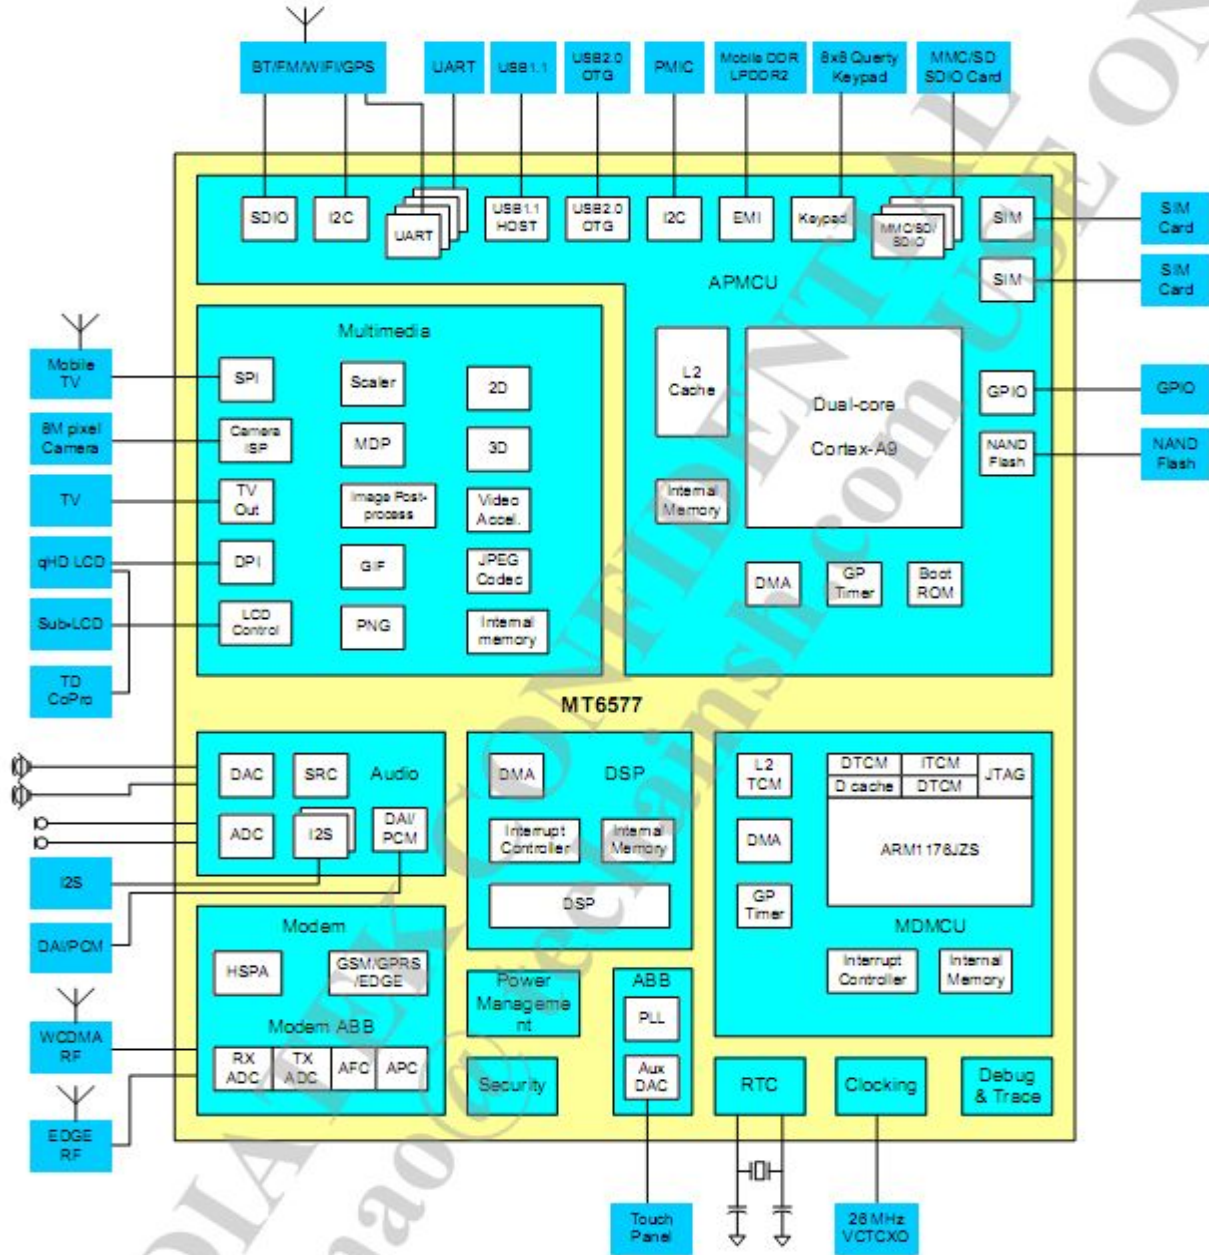 BT/FM/WIFI/GPS
UART
USB1.1
USB2.0
OTG
PMIC
Mobile DDR
LPDDR2
8x8 Querty
Keypad
MMC/SD
SDIO Card
SDIO
I2C
UART
USB1.1
HOST
USB2.0
OTG
I2C
EMI
Keypad
MMC/SD/
SDIO/
SIM
SIM
Card
APMCU
SIM
SIM
Card
Multimedia
Mobile
TV
SPI
Scaler
2D
L2
Cache
Dual-core
Cortex-A9
GPIO
GPIO
8M pixel
Camera
Camera
ISP
MDP
3D
NAND
Flash
NAND
Flash
TV
TV
Out
Image Post-
process
Video
Accel.
Internal
Memory
qHD LCD
DPI
GIF
JPEG
Codec
DMA
GP
Timer
Boot
ROM
Sub-LCD
LCD
Control
PNG
Internal
memory
TD
CoPro
MT6577
DAC
SRC
Audio
DMA
DSP
L2
TCM
DTCM
ITCM
JTAG
D cache
DTCM
ADC
I2S
DAI/
PCM
Interrupt
Controller
Internal
Memory
DMA
ARM1176JZS
I2S
DSP
GP
Timer
DAI/PCM
Modem
MDMCU
HSPA
GSM/GPRS
/EDGE
Power
Manageme
nt
ABB
PLL
Interrupt
Controller
Internal
Memory
WCDMA
RF
Modem ABB
RX
ADC
TX
ADC
AFC
APC
Security
Aux
DAC
RTC
Clocking
Debug
& Trace
EDGE
RF
Touch
Panel
26 MHz
VCTCXO